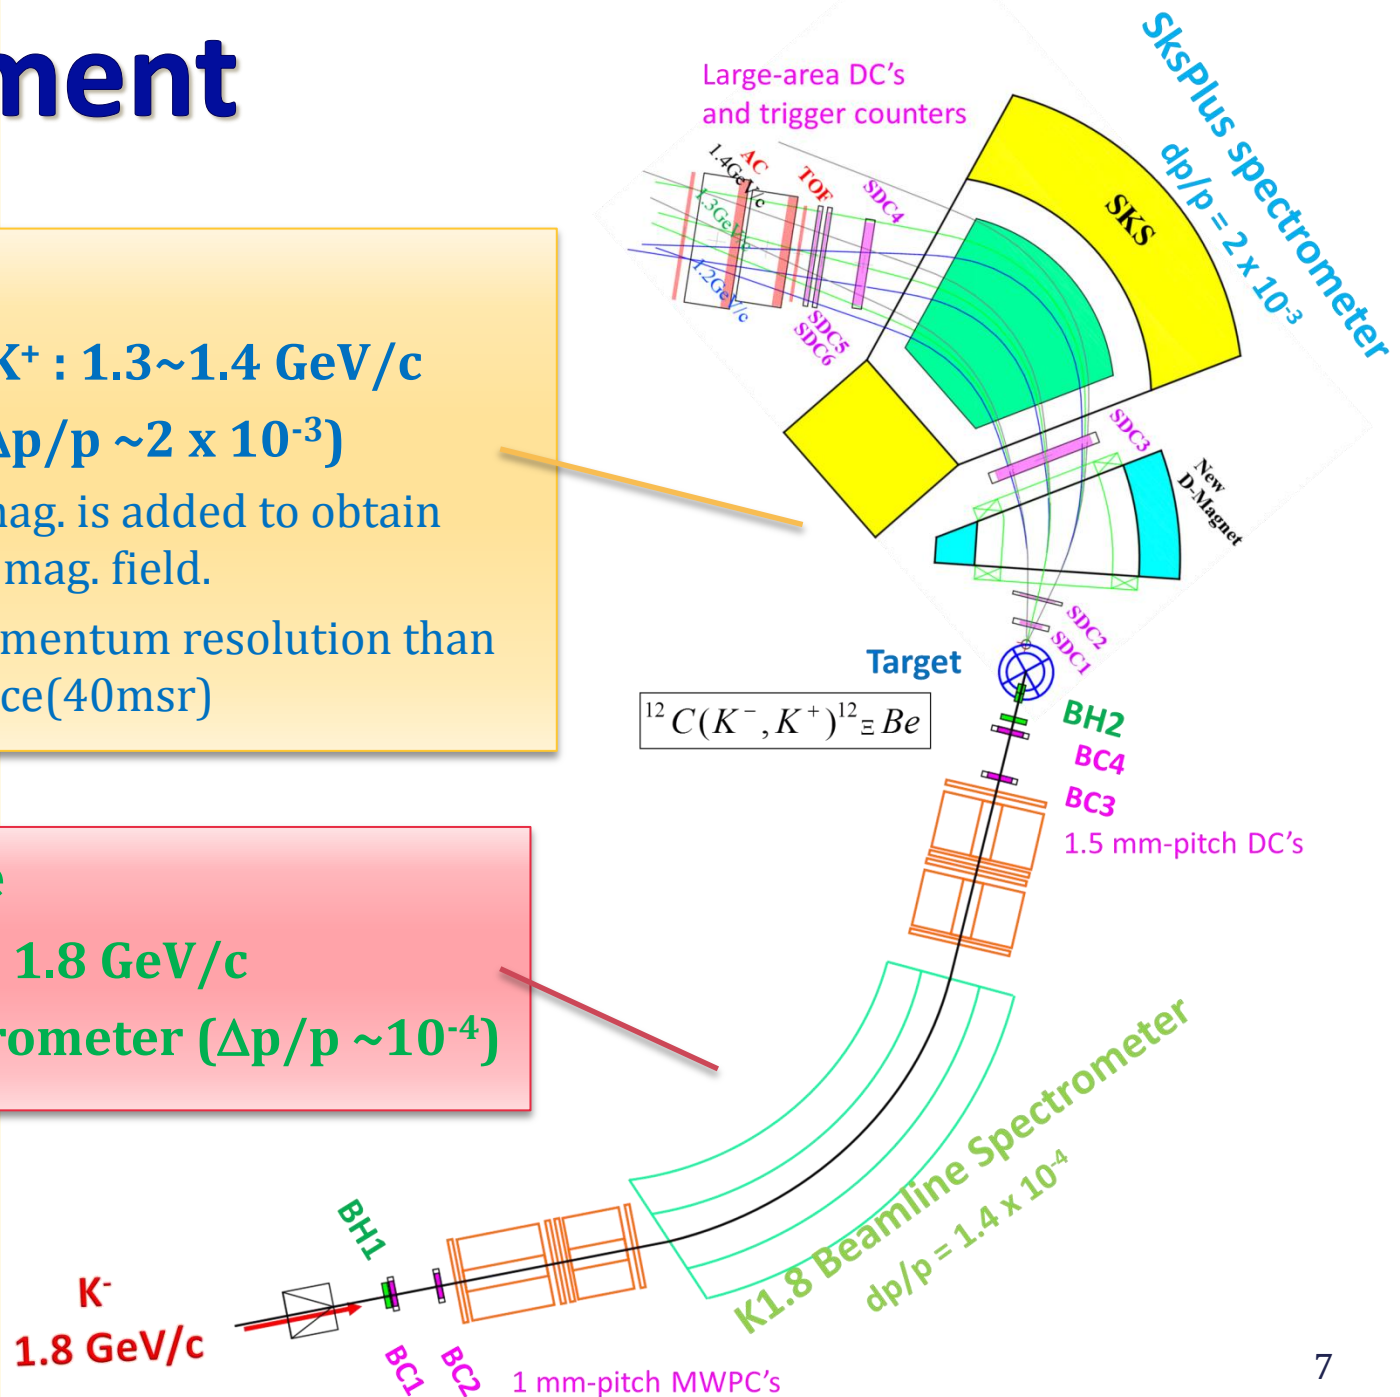 ment
K⁺ : 1.3~1.4 GeV/c
Δp/p ~2 x 10⁻³)
mag. is added to obtain
mag. field.
mentum resolution than
ce(40msr)
e
1.8 GeV/c
rometer (Δp/p ~10⁻⁴)
Large-area DC's
and trigger counters
SksPlus spectrometer
dp/p = 2 x 10⁻³
1.4GeV/c
AC
TOF
SDC4
1.3GeV/c
1.2GeV/c
SDC5
SDC6
SKS
SDC3
New
D-Magnet
SDC2
SDC1
Target
¹²C(K⁻, K⁺)¹²ΞBe
BH2
BC4
BC3
1.5 mm-pitch DC's
K1.8 Beamline Spectrometer
dp/p = 1.4 x 10⁻⁴
BH1
K⁻
1.8 GeV/c
BC1
BC2
1 mm-pitch MWPC's
7